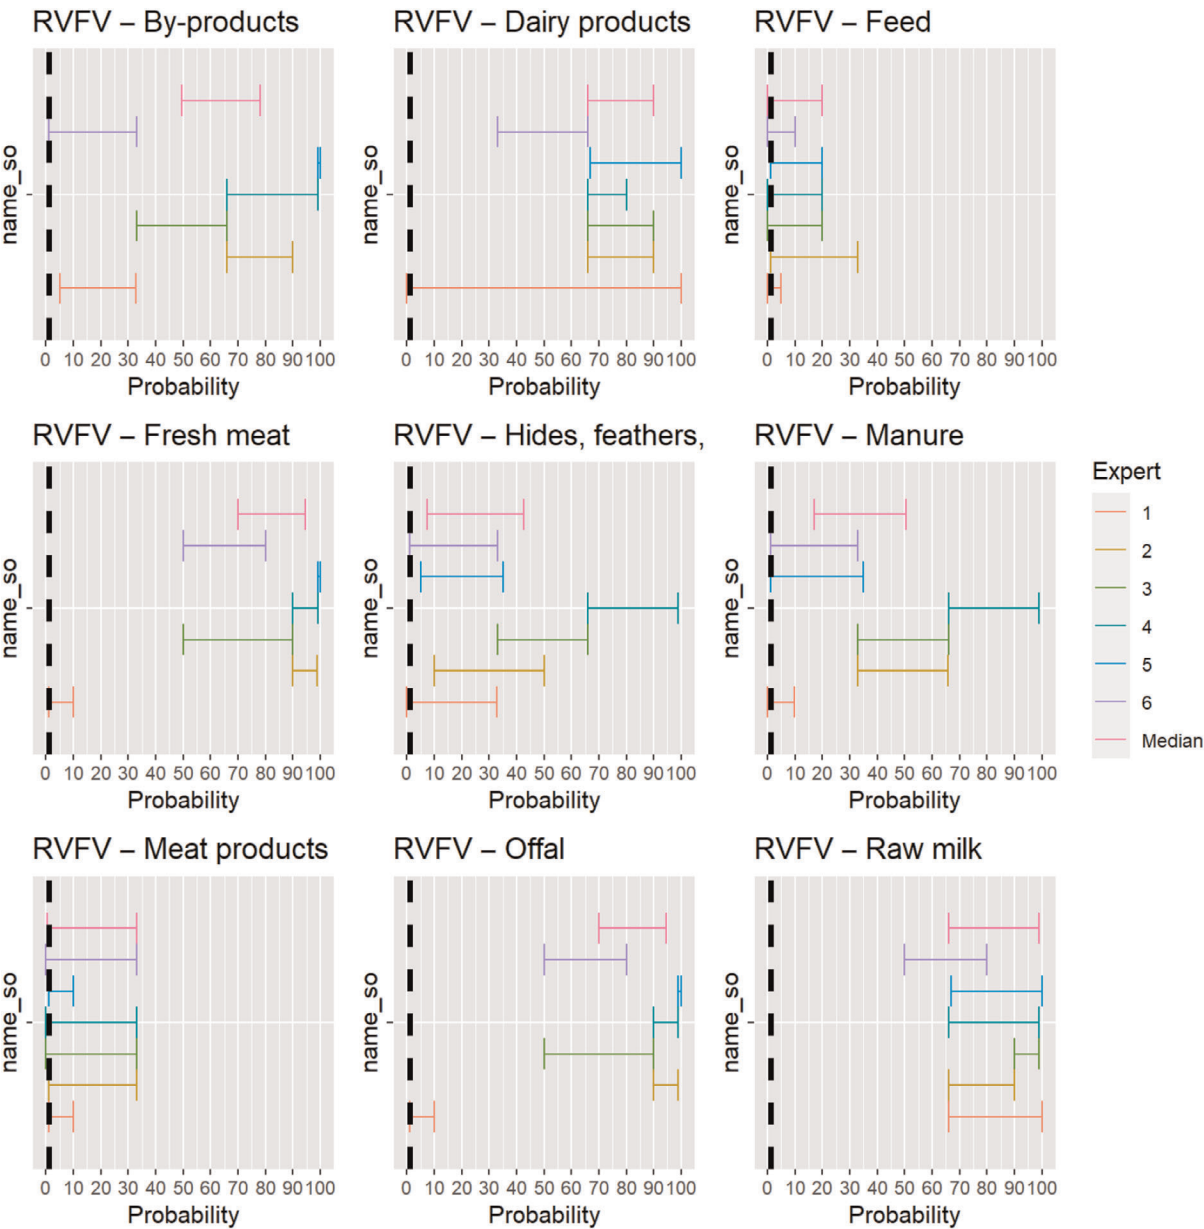 RVFV – By-products
RVFV – Dairy products
RVFV – Feed
name_so
name_so
name_so
0 10 20 30 40 50 60 70 80 90 100
0 10 20 30 40 50 60 70 80 90 100
0 10 20 30 40 50 60 70 80 90 100
Probability
Probability
Probability
RVFV – Fresh meat
RVFV – Hides, feathers,
RVFV – Manure
name_so
name_so
name_so
0 10 20 30 40 50 60 70 80 90 100
0 10 20 30 40 50 60 70 80 90 100
0 10 20 30 40 50 60 70 80 90 100
Probability
Probability
Probability
Expert
1
2
3
4
5
6
Median
RVFV – Meat products
RVFV – Offal
RVFV – Raw milk
name_so
name_so
name_so
0 10 20 30 40 50 60 70 80 90 100
0 10 20 30 40 50 60 70 80 90 100
0 10 20 30 40 50 60 70 80 90 100
Probability
Probability
Probability